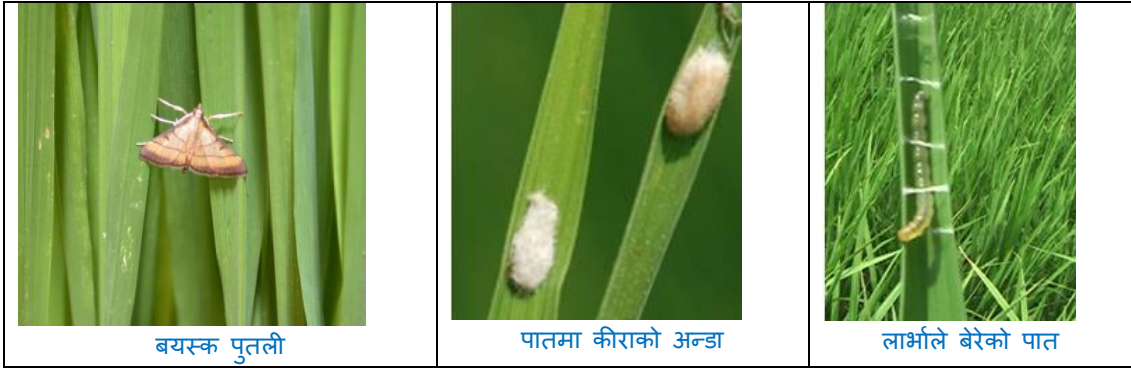 बयस्क पुतली
पातमा कीराको अन्डा
लार्भाले बेरेको पात